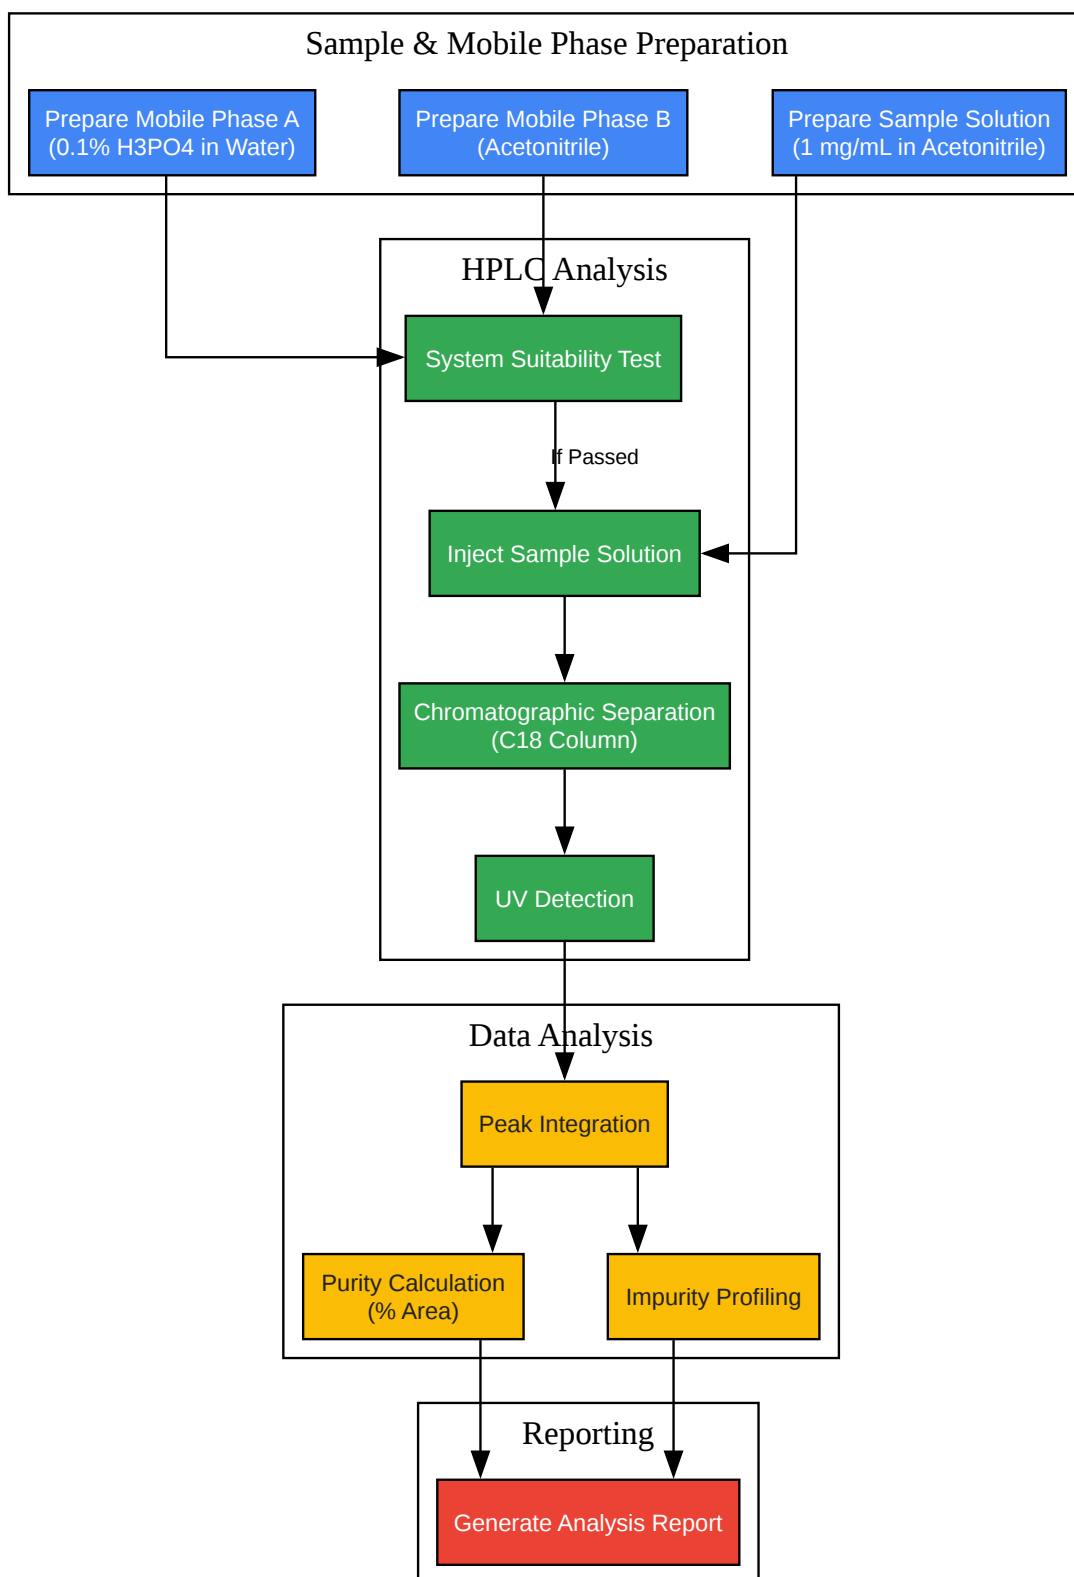 Sample & Mobile Phase Preparation
Prepare Mobile Phase A
(0.1% H3PO4 in Water)
Prepare Mobile Phase B
(Acetonitrile)
Prepare Sample Solution
(1 mg/mL in Acetonitrile)
HPLC Analysis
System Suitability Test
If Passed
Inject Sample Solution
Chromatographic Separation
(C18 Column)
UV Detection
Data Analysis
Peak Integration
Purity Calculation
(% Area)
Impurity Profiling
Reporting
Generate Analysis Report